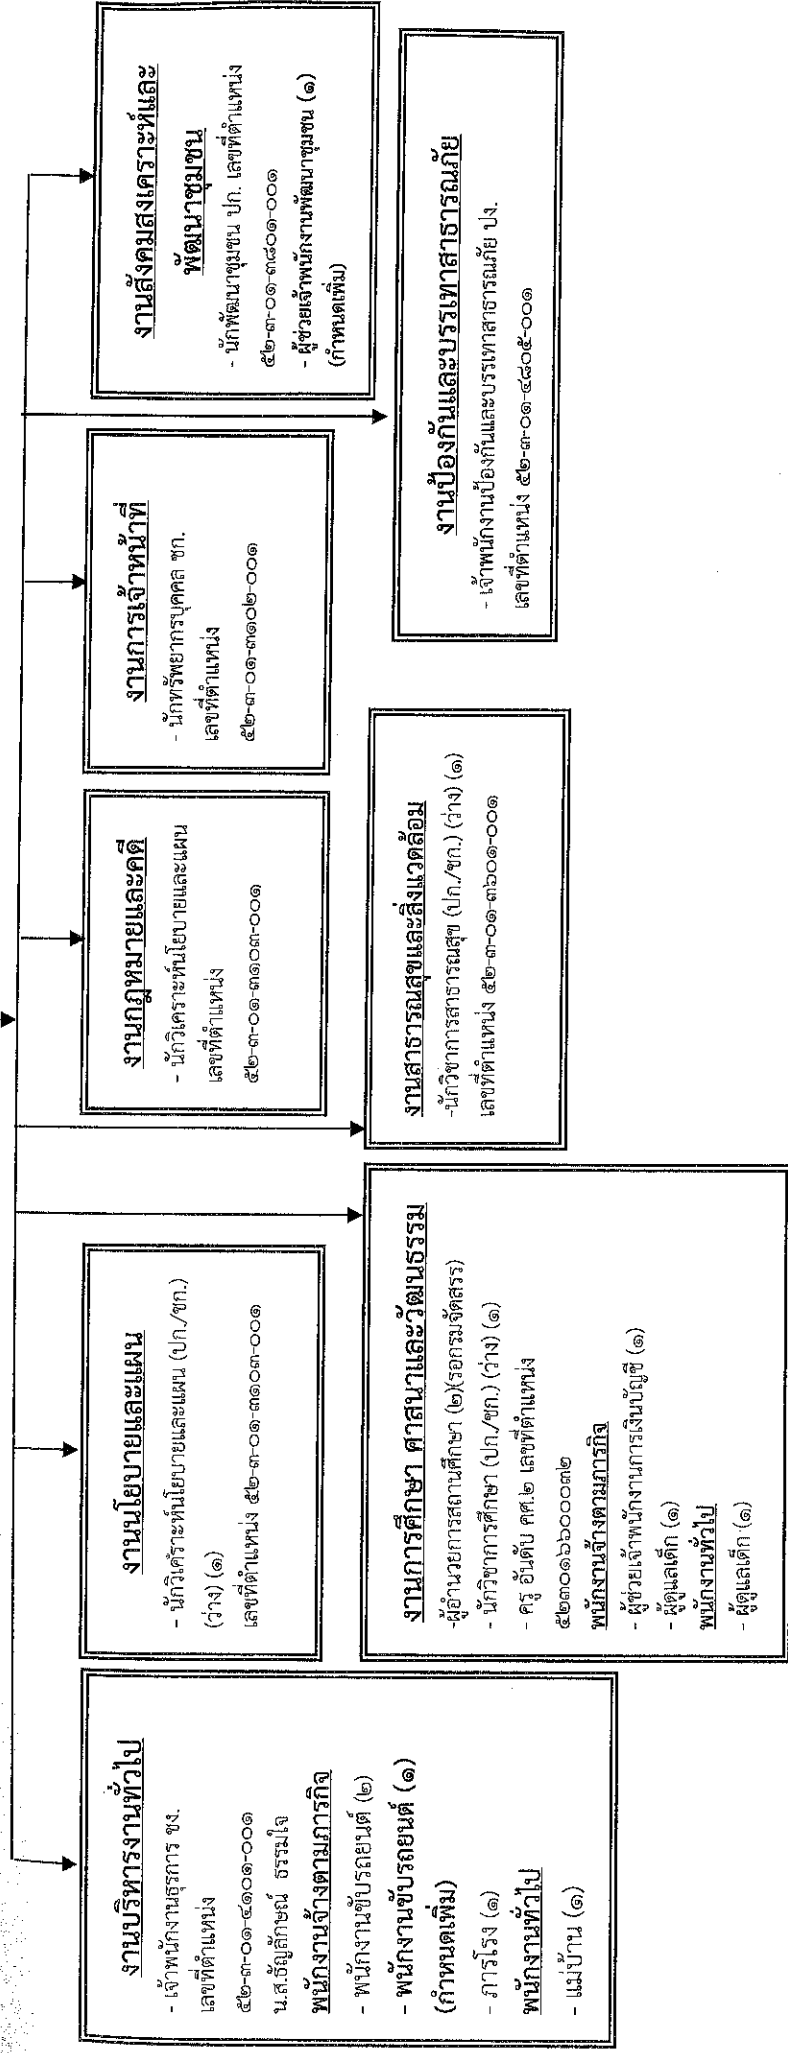 งานบริหารงานทั่วไป
- เจ้าพนักงานธุรการ ชง.
เลขที่ตำแหน่ง
๕๒-๓-๐๑-๔๑๐๑-๐๐๑
น.ส.ธัญลักษณ์ ธรรมใจ
พนักงานจ้างตามภารกิจ
- พนักงานขับรถยนต์ (๒)
- พนักงานขับรถยนต์ (๑)
(กำหนดเพิ่ม)
- ภารโรง (๑)
พนักงานทั่วไป
- แม่บ้าน (๑)
งานนโยบายและแผน
- นักวิเคราะห์นโยบายและแผน (ปก./ชก.)
(ว่าง) (๑)
เลขที่ตำแหน่ง ๕๒-๓-๐๑-๓๑๐๓-๐๐๑
งานกฎหมายและคดี
- นักวิเคราะห์นโยบายและแผน
เลขที่ตำแหน่ง
๕๒-๓-๐๑-๓๑๐๓-๐๐๑
งานการเจ้าหน้าที่
- นักทรัพยากรบุคคล ชก.
เลขที่ตำแหน่ง
๕๒-๓-๐๑-๓๑๐๒-๐๐๑
งานสังคมสงเคราะห์และ
พัฒนาชุมชน
- นักพัฒนาชุมชน ปก. เลขที่ตำแหน่ง
๕๒-๓-๐๑-๓๘๐๑-๐๐๑
- ผู้ช่วยเจ้าพนักงานพัฒนาชุมชน (๑)
(กำหนดเพิ่ม)
งานการศึกษา ศาสนาและวัฒนธรรม
-ผู้อำนวยการสถานศึกษา (๒)(รอกรมจัดสรร)
- นักวิชาการศึกษา (ปก./ชก.) (ว่าง) (๑)
- ครู อันดับ คศ.๒ เลขที่ตำแหน่ง
๕๒๓๐๑๖๖๐๐๐๓๒
พนักงานจ้างตามภารกิจ
- ผู้ช่วยเจ้าพนักงานการเงินบัญชี (๑)
- ผู้ดูแลเด็ก (๑)
พนักงานทั่วไป
- ผู้ดูแลเด็ก (๑)
งานสาธารณสุขและสิ่งแวดล้อม
-นักวิชาการสาธารณสุข (ปก./ชก.) (ว่าง) (๑)
เลขที่ตำแหน่ง ๕๒-๓-๐๑-๓๖๐๑-๐๐๑
งานป้องกันและบรรเทาสาธารณภัย
- เจ้าพนักงานป้องกันและบรรเทาสาธารณภัย ปง.
เลขที่ตำแหน่ง ๕๒-๓-๐๑-๔๘๐๕-๐๐๑